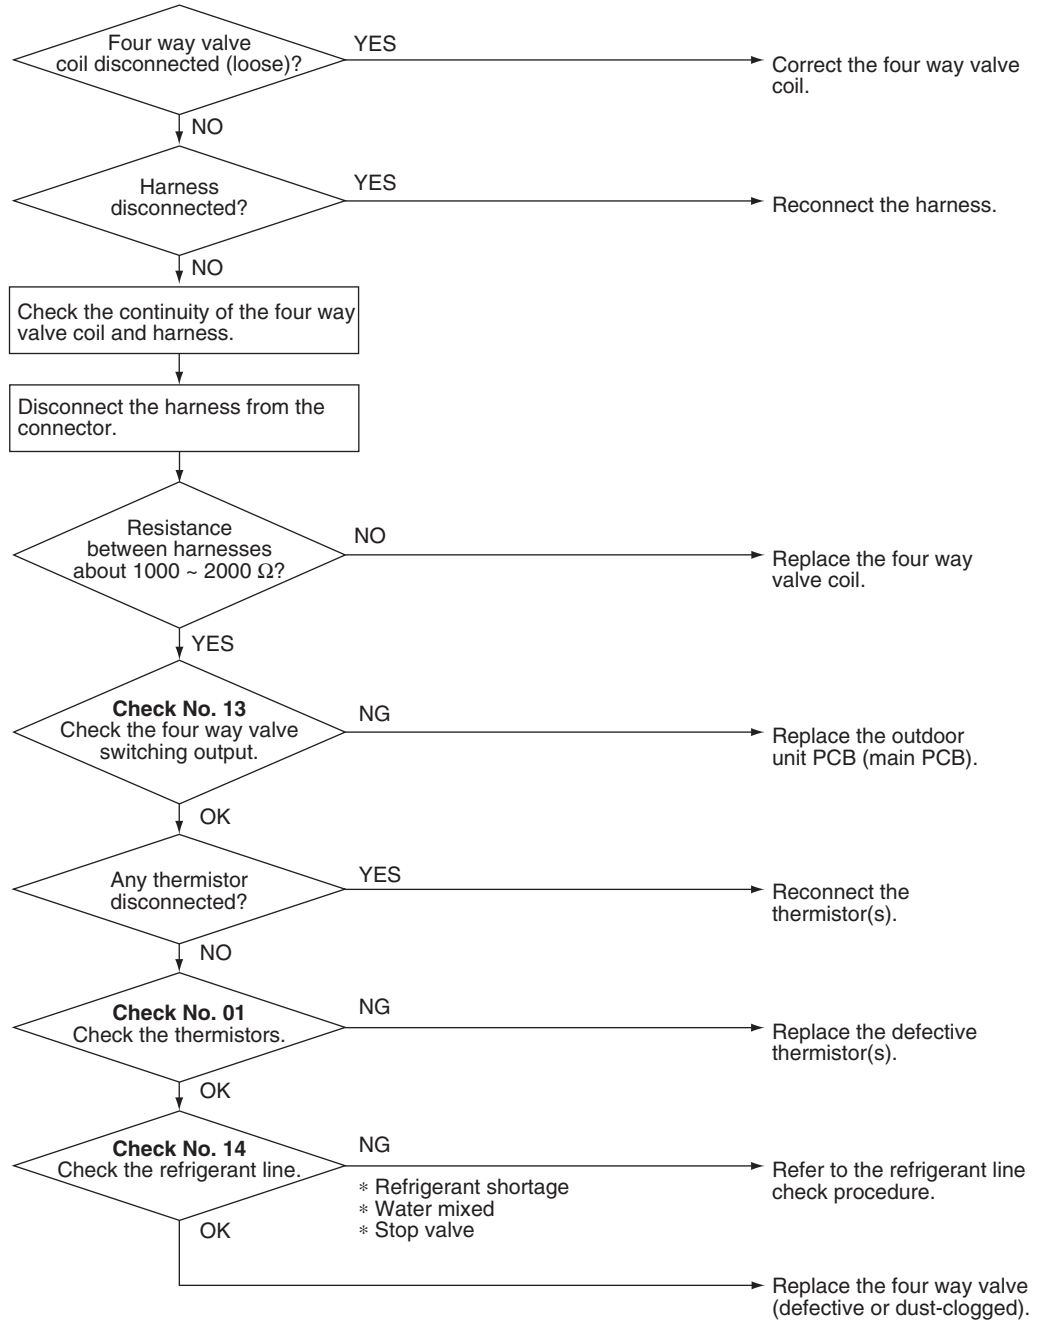 Four way valve
coil disconnected (loose)?
YES
Correct the four way valve
coil.
NO
Harness
disconnected?
YES
Reconnect the harness.
NO
Check the continuity of the four way
valve coil and harness.
Disconnect the harness from the
connector.
Resistance
between harnesses
about 1000 ~ 2000 Ω?
NO
Replace the four way
valve coil.
YES
Check No. 13
Check the four way valve
switching output.
NG
Replace the outdoor
unit PCB (main PCB).
OK
Any thermistor
disconnected?
YES
Reconnect the
thermistor(s).
NO
Check No. 01
Check the thermistors.
NG
Replace the defective
thermistor(s).
OK
Check No. 14
Check the refrigerant line.
NG
∗ Refrigerant shortage
∗ Water mixed
∗ Stop valve
Refer to the refrigerant line
check procedure.
OK
Replace the four way valve
(defective or dust-clogged).